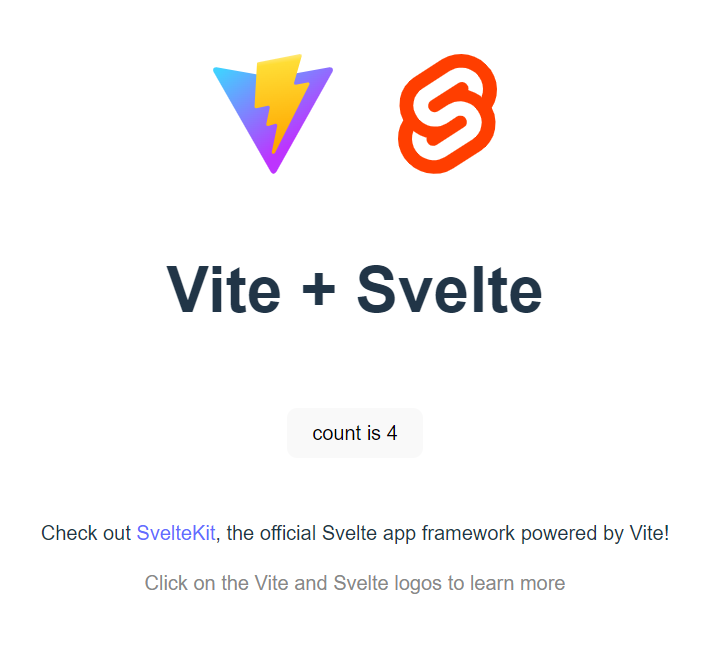 Vite + Svelte
count is 4
Check out SvelteKit, the official Svelte app framework powered by Vite!
Click on the Vite and Svelte logos to learn more